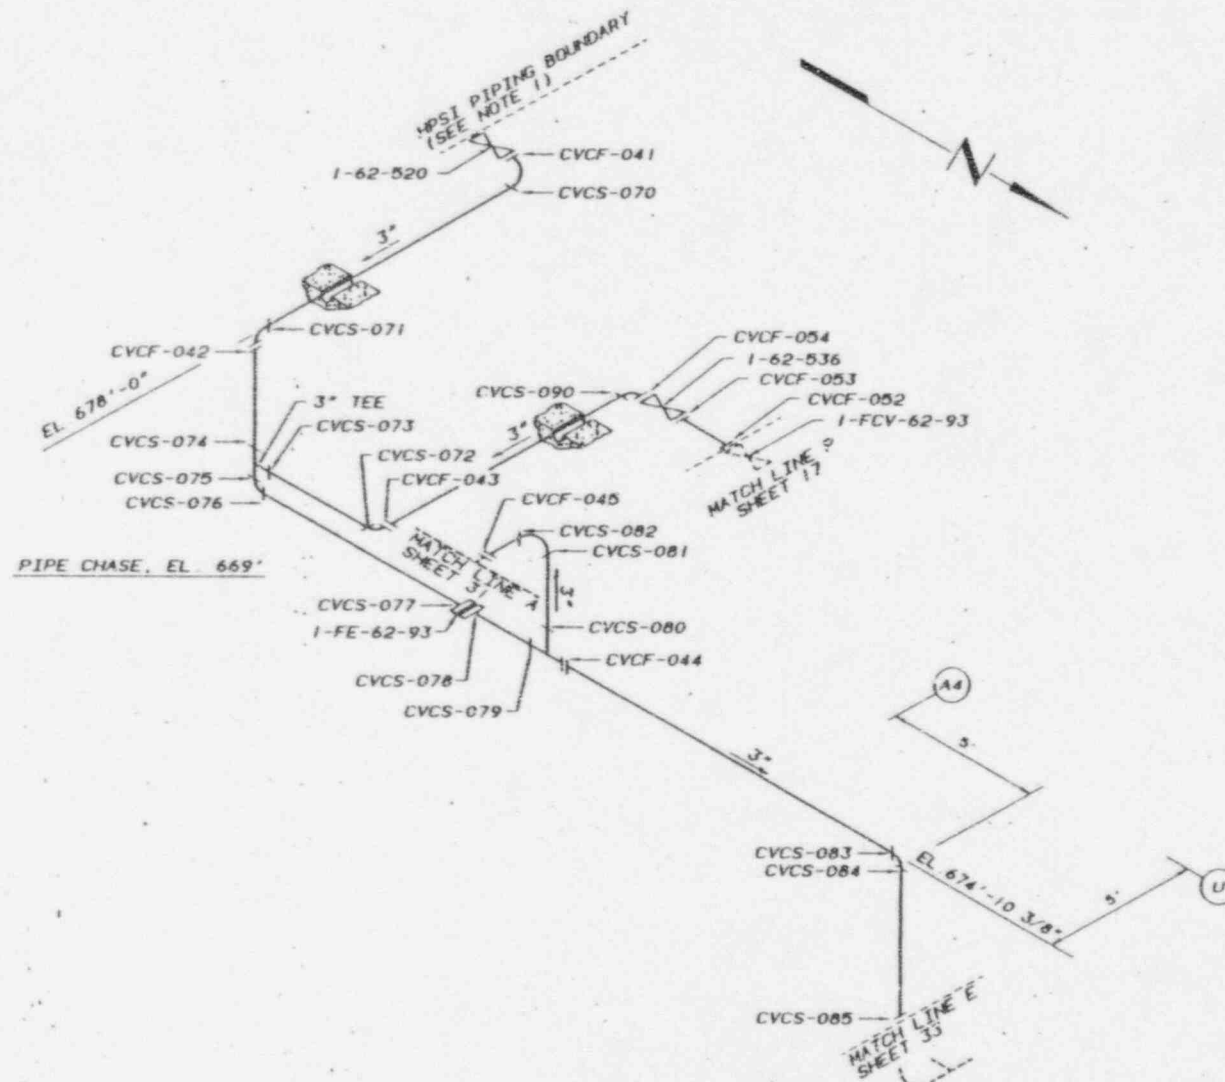 HPSI PIPING BOUNDARY
(SEE NOTE 1)
1-62-520
CVCF-041
CVCS-070
3"
N
CVCS-071
CVCF-042
EL 678'-0"
3" TEE
CVCS-074
CVCS-073
CVCS-072
CVCS-075
CVCS-076
CVCF-043
3"
CVCS-090
CVCF-054
1-62-536
CVCF-053
CVCF-052
1-FCV-62-93
MATCH LINE
SHEET 17
CVCF-045
CVCS-082
CVCS-081
3"
MATCH LINE A
SHEET 31
PIPE CHASE, EL. 669'
CVCS-077
1-FE-62-93
CVCS-080
CVCF-044
CVCS-078
CVCS-079
A4
5'
3"
CVCS-083
CVCS-084
EL 674'-10 3/8"
5'
U
CVCS-085
MATCH LINE E
SHEET 33